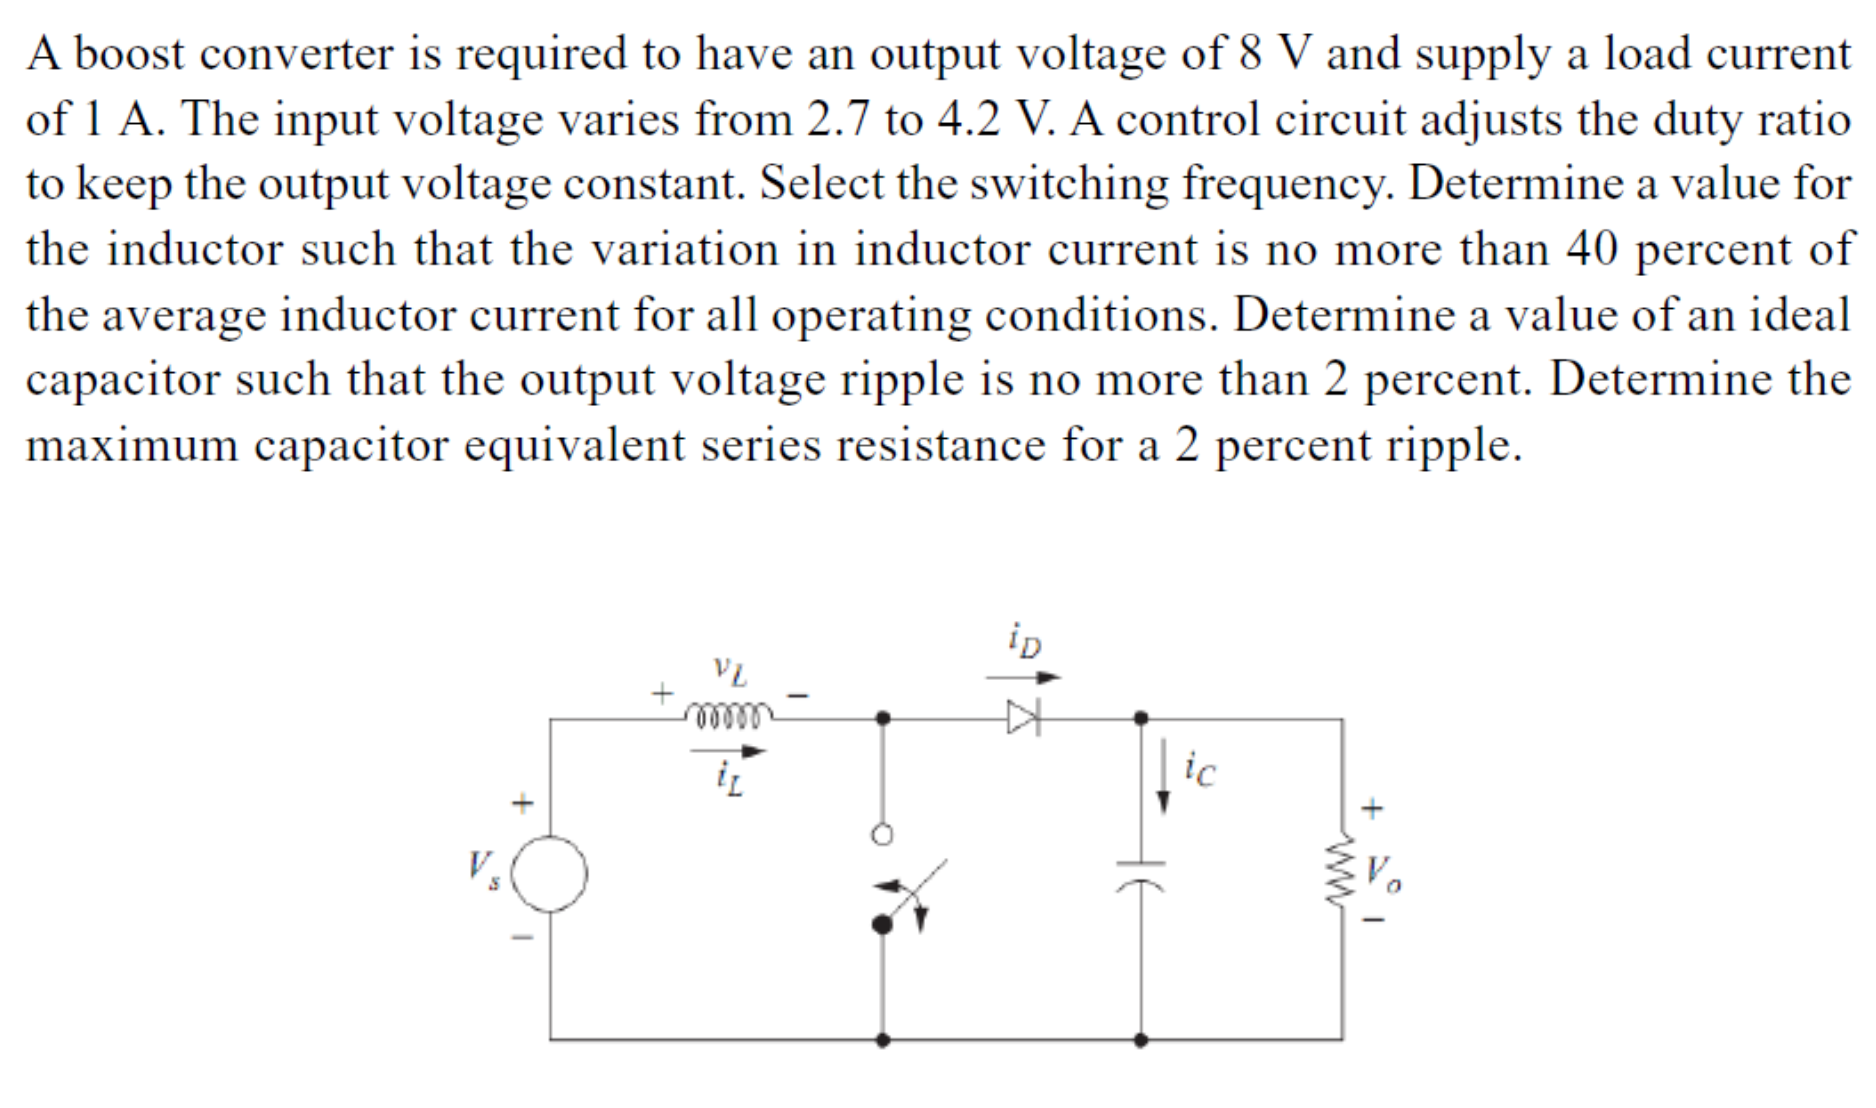 A boost converter is required to have an output voltage of 8 V and supply a load current
of 1 A. The input voltage varies from 2.7 to 4.2 V. A control circuit adjusts the duty ratio
to keep the output voltage constant. Select the switching frequency. Determine a value for
the inductor such that the variation in inductor current is no more than 40 percent of
the average inductor current for all operating conditions. Determine a value of an ideal
capacitor such that the output voltage ripple is no more than 2 percent. Determine the
maximum capacitor equivalent series resistance for a 2 percent ripple.
iD
vL
+ −
iL
iC
+
Vs
−
+
Vo
−